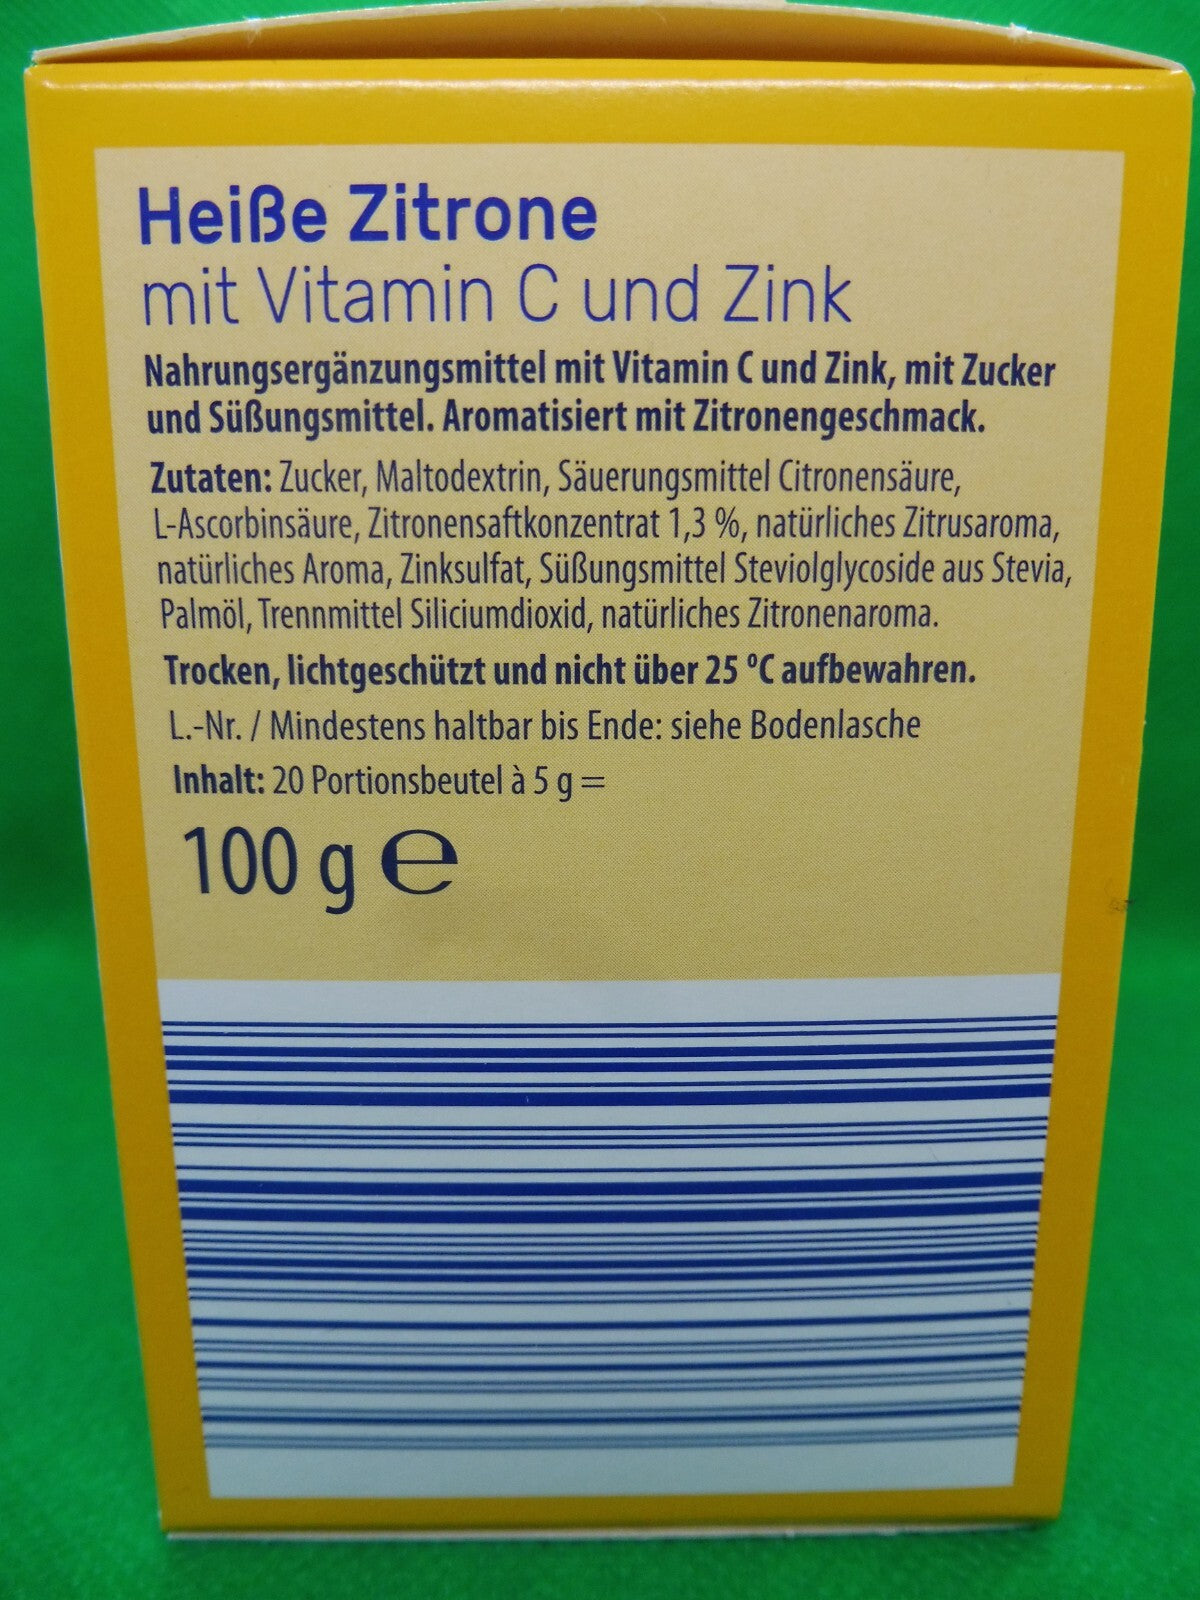 Heiße Zitrone
mit Vitamin C und Zink
Nahrungsergänzungsmittel mit Vitamin C und Zink, mit Zucker
und Süßungsmittel. Aromatisiert mit Zitronengeschmack.
Zutaten: Zucker, Maltodextrin, Säuerungsmittel Citronensäure,
L-Ascorbinsäure, Zitronensaftkonzentrat 1,3 %, natürliches Zitrusaroma,
natürliches Aroma, Zinksulfat, Süßungsmittel Steviolglycoside aus Stevia,
Palmöl, Trennmittel Siliciumdioxid, natürliches Zitronenaroma.
Trocken, lichtgeschützt und nicht über 25 °C aufbewahren.
L.-Nr. / Mindestens haltbar bis Ende: siehe Bodenlasche
Inhalt: 20 Portionsbeutel à 5 g =
100 g ℮